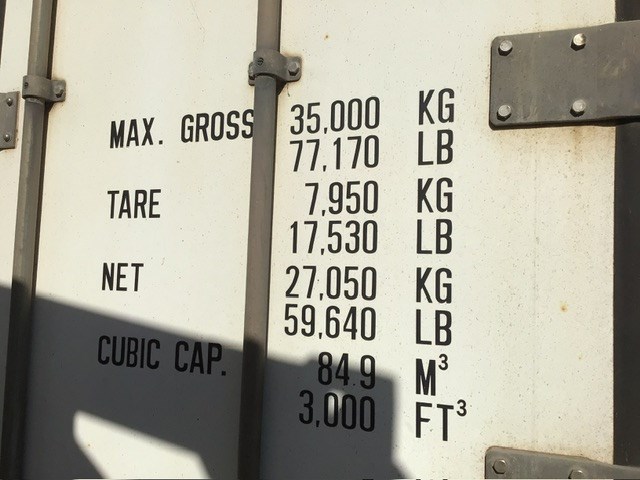 MAX. GROSS 35,000 KG
77,170 LB
TARE 7,950 KG
17,530 LB
NET 27,050 KG
59,640 LB
CUBIC CAP. 84.9 M³
3,000 FT³